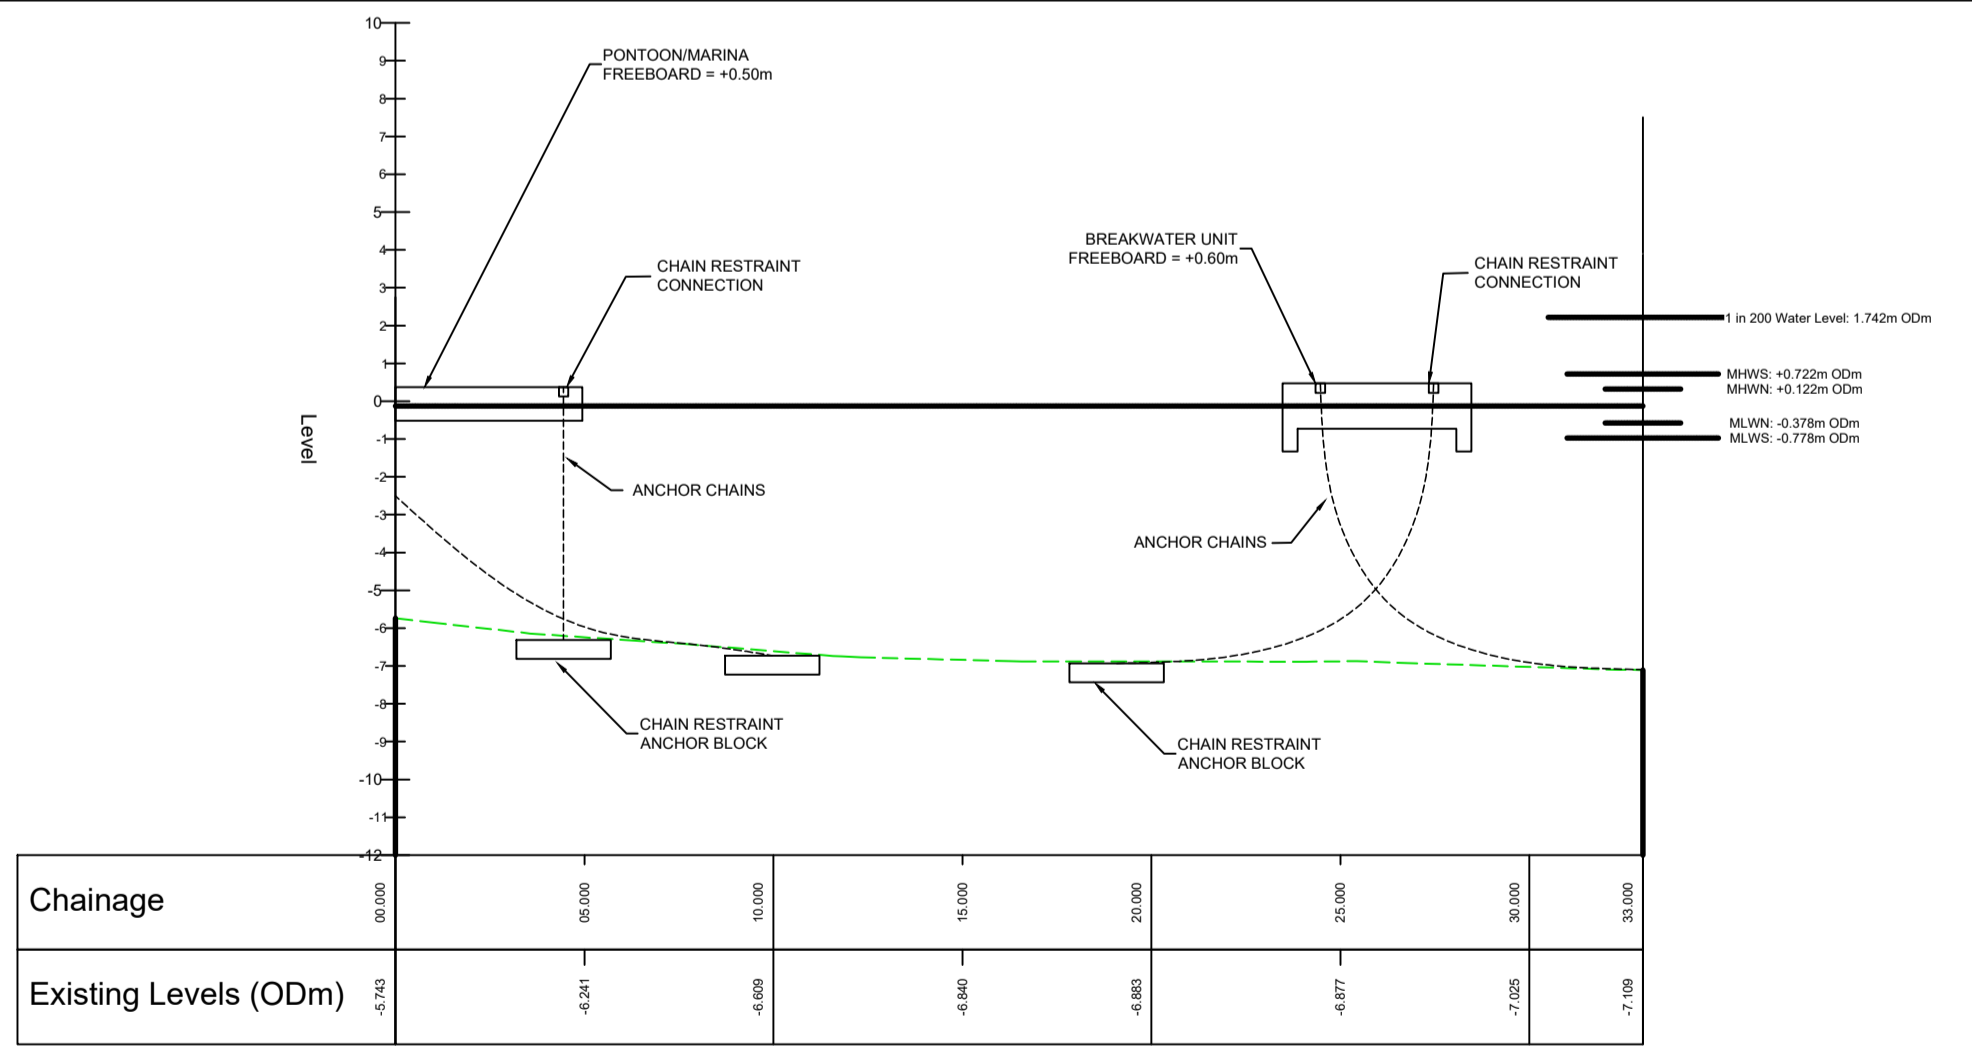 10
9
8
7
6
5
4
3
2
1
0
-1
-2
-3
-4
-5
-6
-7
-8
-9
-10
-11
-12
Level
PONTOON/MARINA
FREEBOARD = +0.50m
CHAIN RESTRAINT
CONNECTION
BREAKWATER UNIT
FREEBOARD = +0.60m
CHAIN RESTRAINT
CONNECTION
1 in 200 Water Level: 1.742m ODm
MHWS: +0.722m ODm
MHWN: +0.122m ODm
MLWN: -0.378m ODm
MLWS: -0.778m ODm
ANCHOR CHAINS
ANCHOR CHAINS
CHAIN RESTRAINT
ANCHOR BLOCK
CHAIN RESTRAINT
ANCHOR BLOCK
Chainage
00.000
05.000
10.000
15.000
20.000
25.000
30.000
33.000
Existing Levels (ODm)
-5.743
-6.241
-6.609
-6.840
-6.883
-6.877
-7.025
-7.109